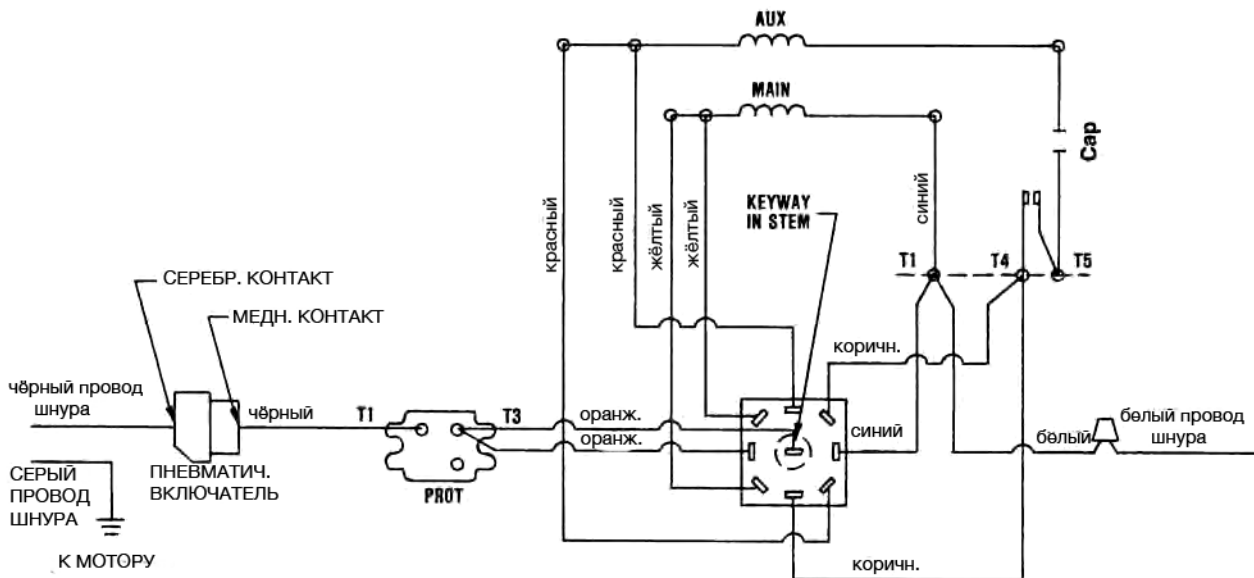 AUX
MAIN
Cap
красный
красный
жёлтый
жёлтый
KEYWAY
IN STEM
синий
T1
T4
T5
СЕРЕБР. КОНТАКТ
МЕДН. КОНТАКТ
коричн.
чёрный провод
шнура
чёрный
T1
T3
оранж.
оранж.
синий
белый
белый провод
шнура
СЕРЫЙ
ПРОВОД
ШНУРА
ПНЕВМАТИЧ.
ВКЛЮЧАТЕЛЬ
PROT
К МОТОРУ
коричн.